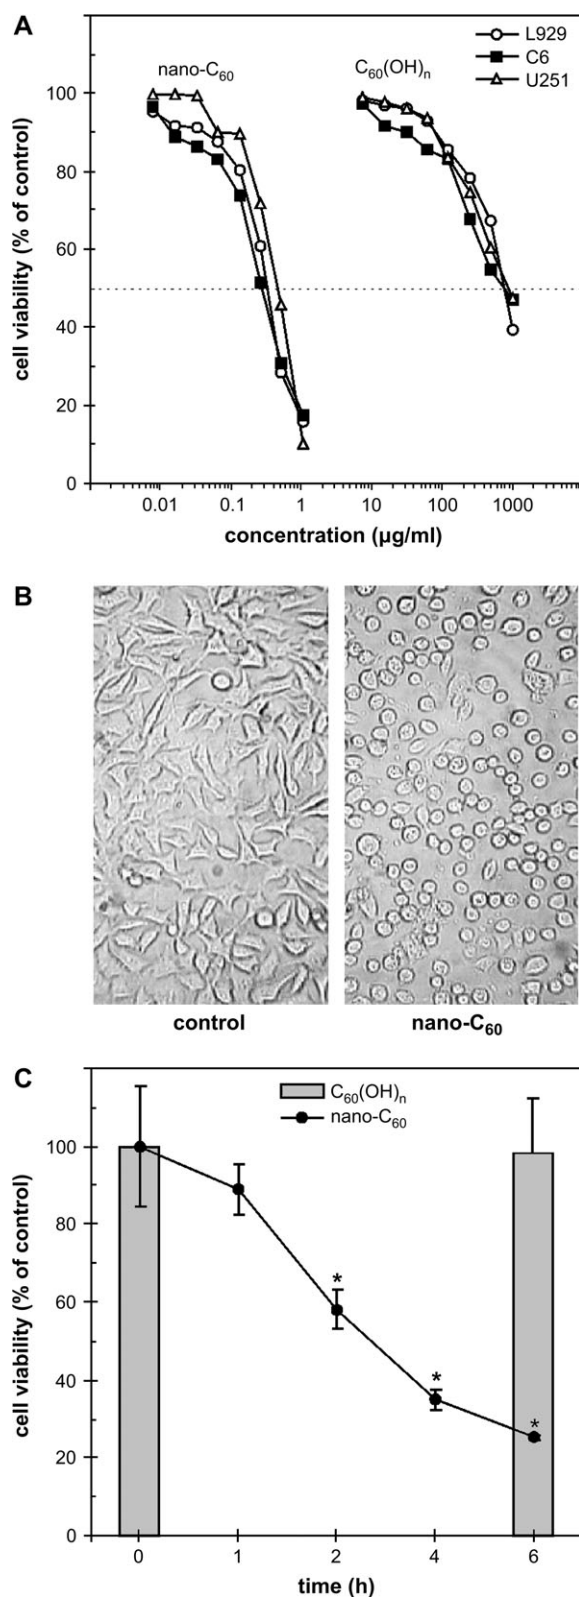 A
nano-C60
C60(OH)n
L929
C6
U251
cell viability (% of control)
100
80
60
40
20
0
0.01 0.1 1 10 100 1000
concentration (µg/ml)
B
control
nano-C60
C
C60(OH)n
nano-C60
cell viability (% of control)
100
80
60
40
20
0
*
*
*
0 1 2 4 6
time (h)